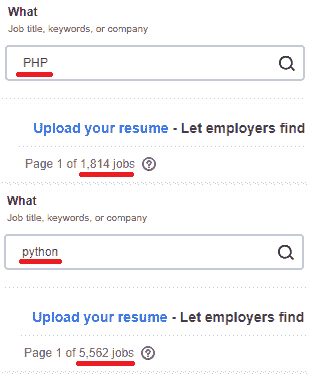 What
Job title, keywords, or company
PHP
Upload your resume - Let employers find
Page 1 of 1,814 jobs ?
What
Job title, keywords, or company
python
Upload your resume - Let employers find
Page 1 of 5,562 jobs ?